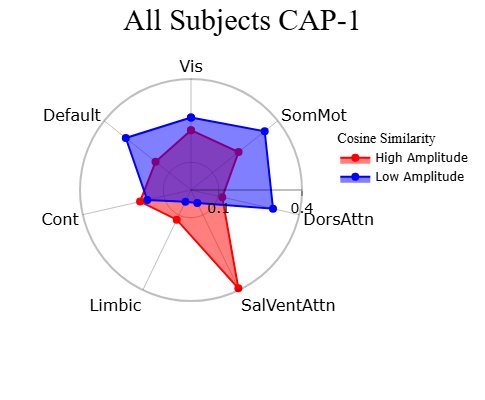 All Subjects CAP-1
Vis
Default
SomMot
Cosine Similarity
High Amplitude
Low Amplitude
0.1
0.4
Cont
DorsAttn
Limbic
SalVentAttn